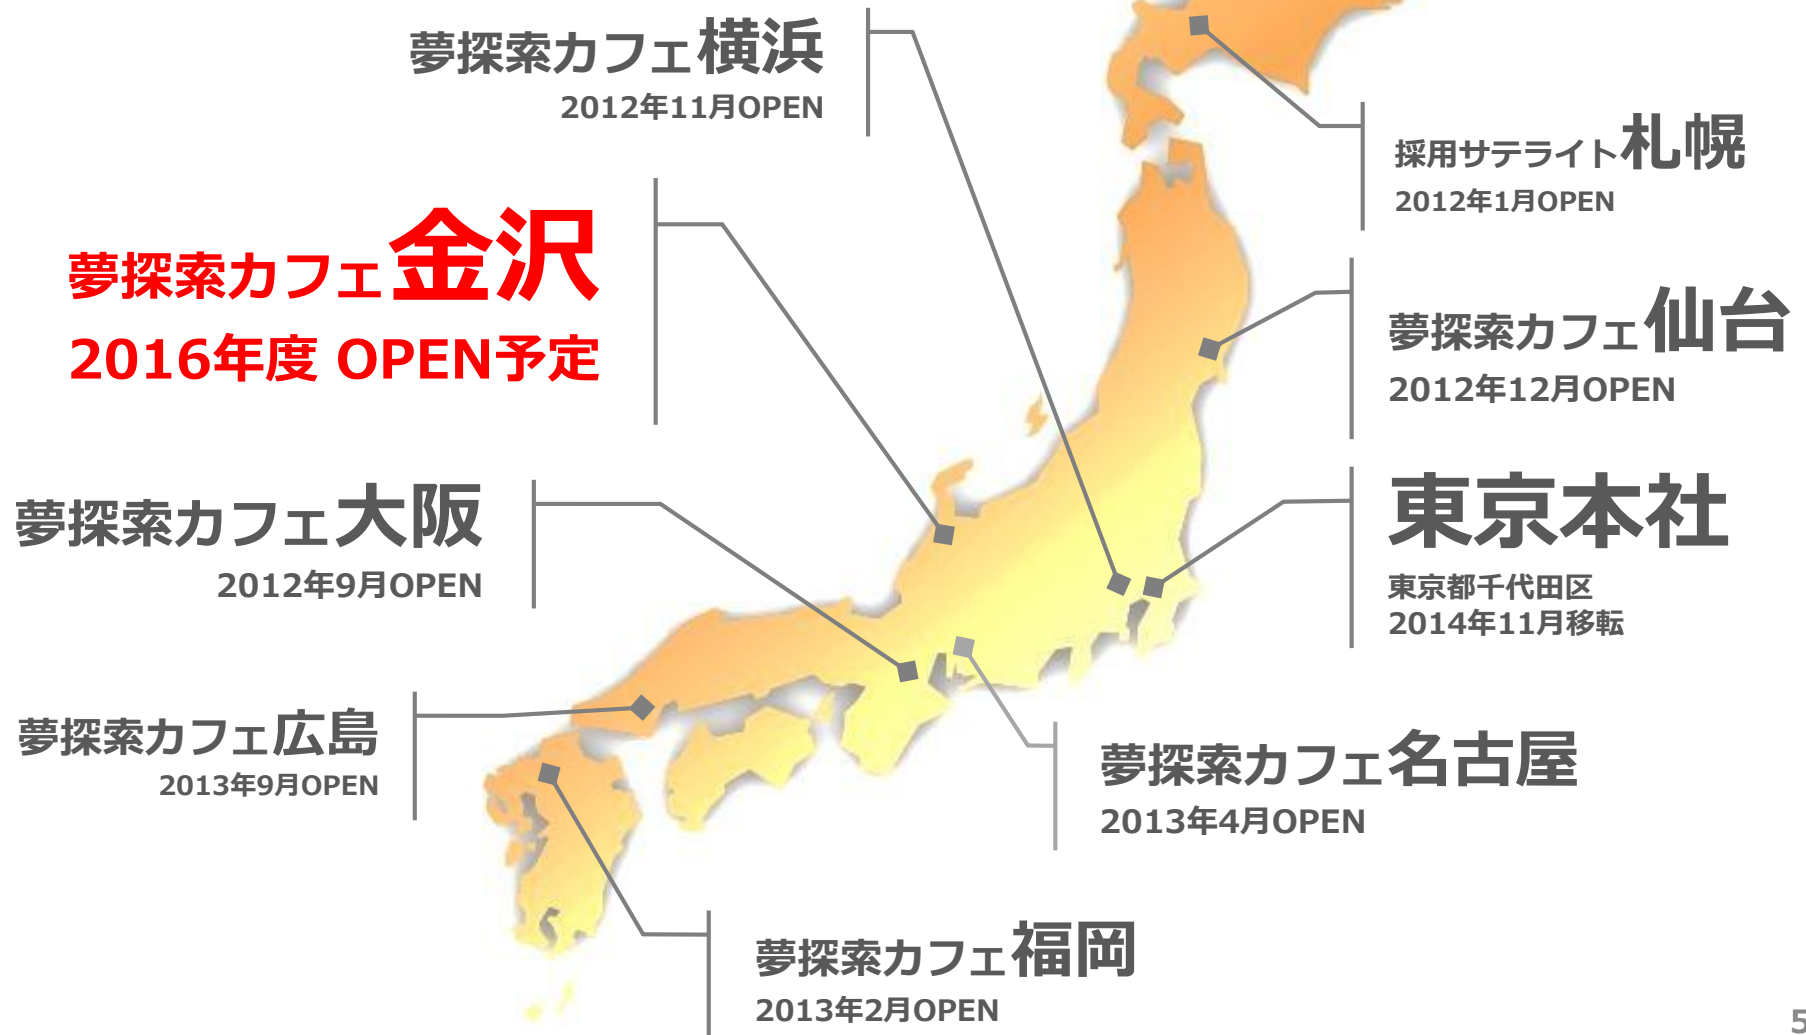 夢探索カフェ横浜
2012年11月OPEN
採用サテライト札幌
2012年1月OPEN
夢探索カフェ金沢
2016年度 OPEN予定
夢探索カフェ仙台
2012年12月OPEN
夢探索カフェ大阪
2012年9月OPEN
東京本社
東京都千代田区
2014年11月移転
夢探索カフェ広島
2013年9月OPEN
夢探索カフェ名古屋
2013年4月OPEN
夢探索カフェ福岡
2013年2月OPEN
5